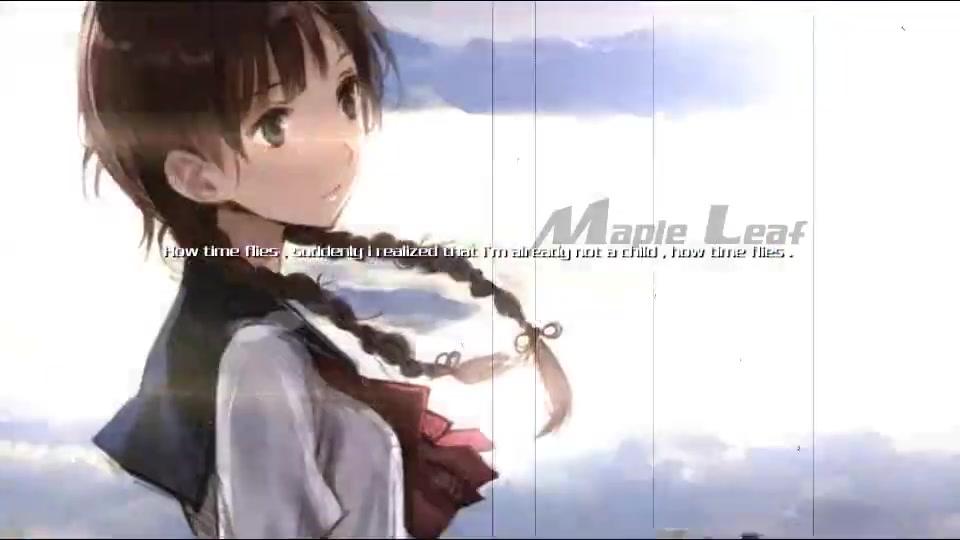 Maple Leaf
How time flies , suddenly i realized that i'm already not a child , how time flies .